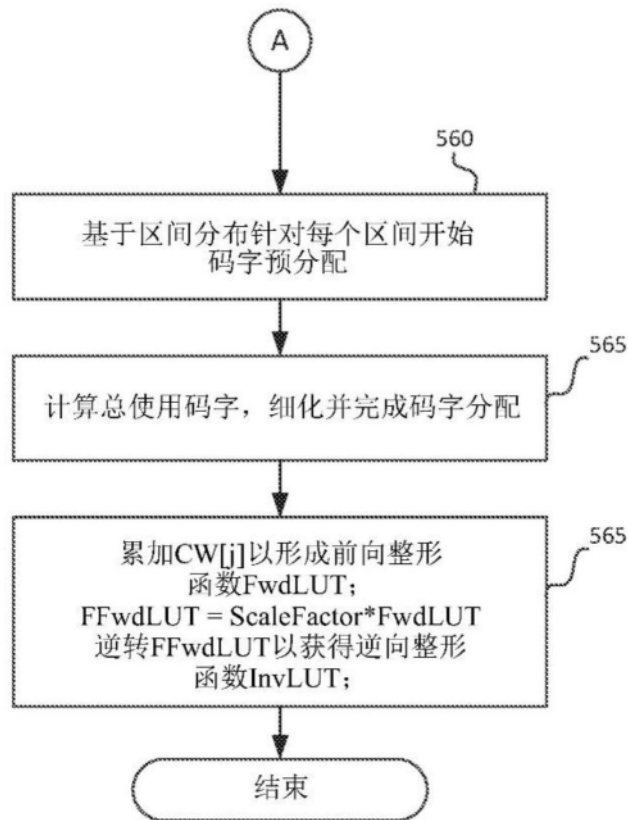 A
560
基于区间分布针对每个区间开始
码字预分配
565
计算总使用码字，细化并完成码字分配
565
累加CW[j]以形成前向整形
函数FwdLUT；
FFwdLUT = ScaleFactor*FwdLUT
逆转FFwdLUT以获得逆向整形
函数InvLUT；
结束